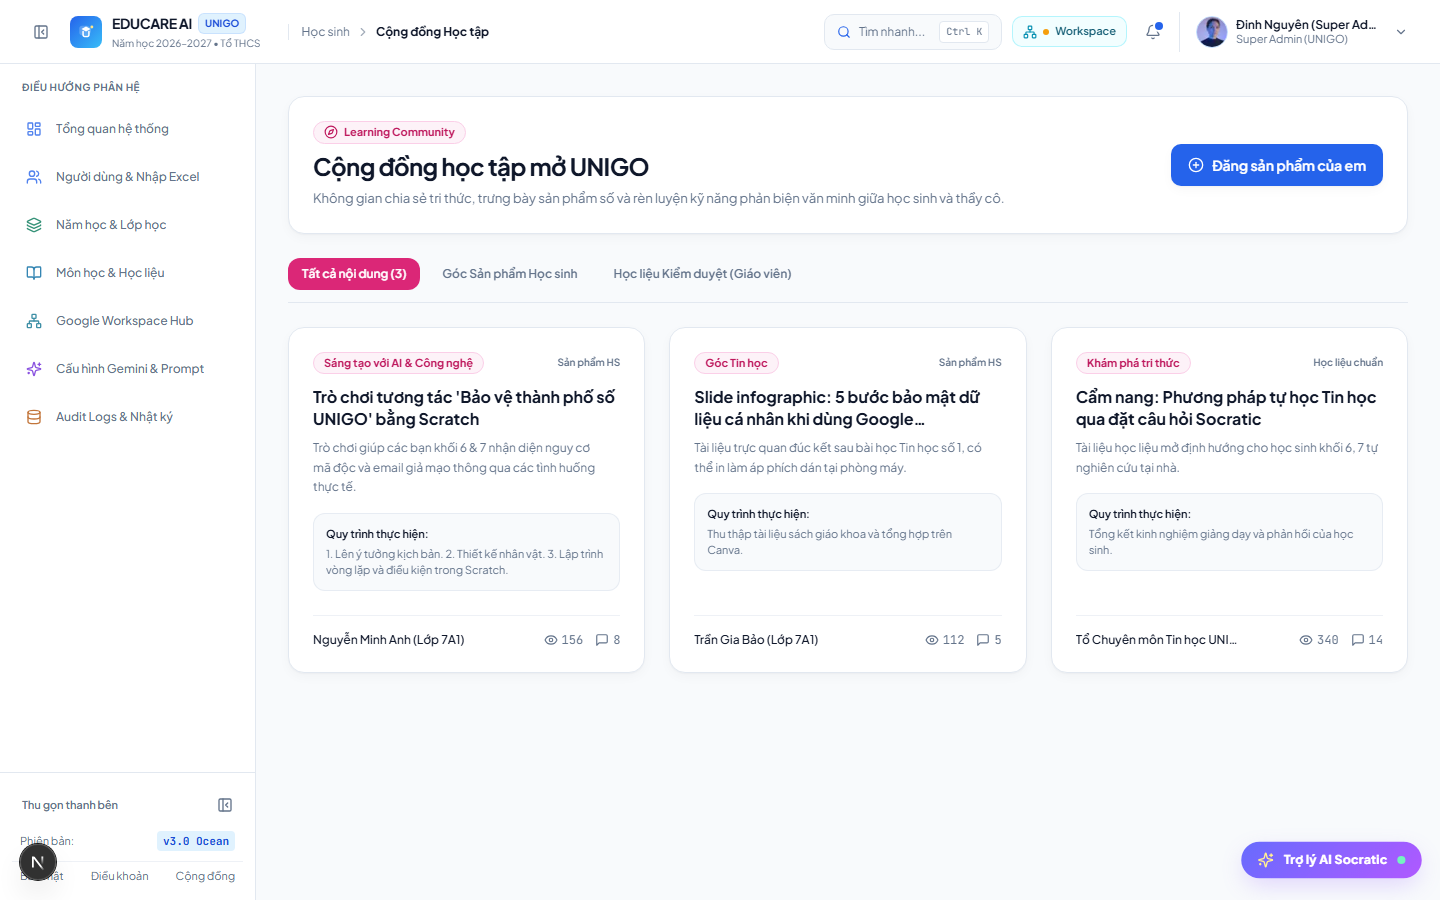 EDUCARE AI UNIGO
Năm học 2026-2027 • Tổ THCS
Học sinh > Cộng đồng Học tập
Tìm nhanh... Ctrl K
Workspace
Đinh Nguyên (Super Ad...
Super Admin (UNIGO)
ĐIỀU HƯỚNG PHÂN HỆ
Tổng quan hệ thống
Người dùng & Nhập Excel
Năm học & Lớp học
Môn học & Học liệu
Google Workspace Hub
Cấu hình Gemini & Prompt
Audit Logs & Nhật ký
Thu gọn thanh bên
Phiên bản: v3.0 Ocean
Điều khoản Cộng đồng
Learning Community
Cộng đồng học tập mở UNIGO
Không gian chia sẻ tri thức, trưng bày sản phẩm số và rèn luyện kỹ năng phản biện văn minh giữa học sinh và thầy cô.
Đăng sản phẩm của em
Tất cả nội dung (3) Góc Sản phẩm Học sinh Học liệu Kiểm duyệt (Giáo viên)
Sáng tạo với AI & Công nghệ Sản phẩm HS
Trò chơi tương tác 'Bảo vệ thành phố số
UNIGO' bằng Scratch
Trò chơi giúp các bạn khối 6 & 7 nhận diện nguy cơ
mã độc và email giả mạo thông qua các tình huống
thực tế.
Quy trình thực hiện:
1. Lên ý tưởng kịch bản. 2. Thiết kế nhân vật. 3. Lập trình
vòng lặp và điều kiện trong Scratch.
Nguyễn Minh Anh (Lớp 7A1) 156 8
Góc Tin học Sản phẩm HS
Slide infographic: 5 bước bảo mật dữ
liệu cá nhân khi dùng Google...
Tài liệu trực quan đúc kết sau bài học Tin học số 1, có
thể in làm áp phích dán tại phòng máy.
Quy trình thực hiện:
Thu thập tài liệu sách giáo khoa và tổng hợp trên
Canva.
Trần Gia Bảo (Lớp 7A1) 112 5
Khám phá tri thức Học liệu chuẩn
Cẩm nang: Phương pháp tự học Tin học
qua đặt câu hỏi Socratic
Tài liệu học liệu mở định hướng cho học sinh khối 6, 7 tự
nghiên cứu tại nhà.
Quy trình thực hiện:
Tổng kết kinh nghiệm giảng dạy và phản hồi của học
sinh.
Tổ Chuyên môn Tin học UNI... 340 14
Trợ lý AI Socratic